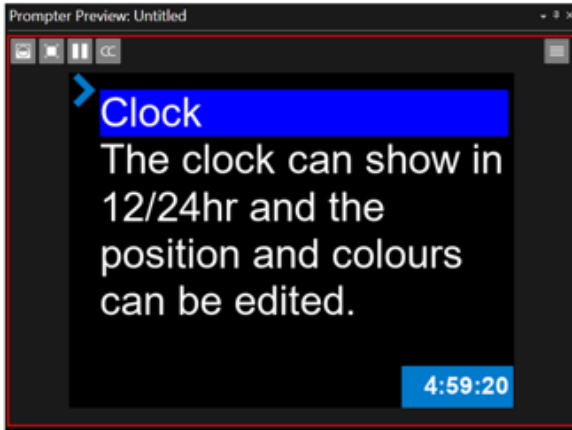 Prompter Preview: Untitled
CC
Clock
The clock can show in
12/24hr and the
position and colours
can be edited.
4:59:20